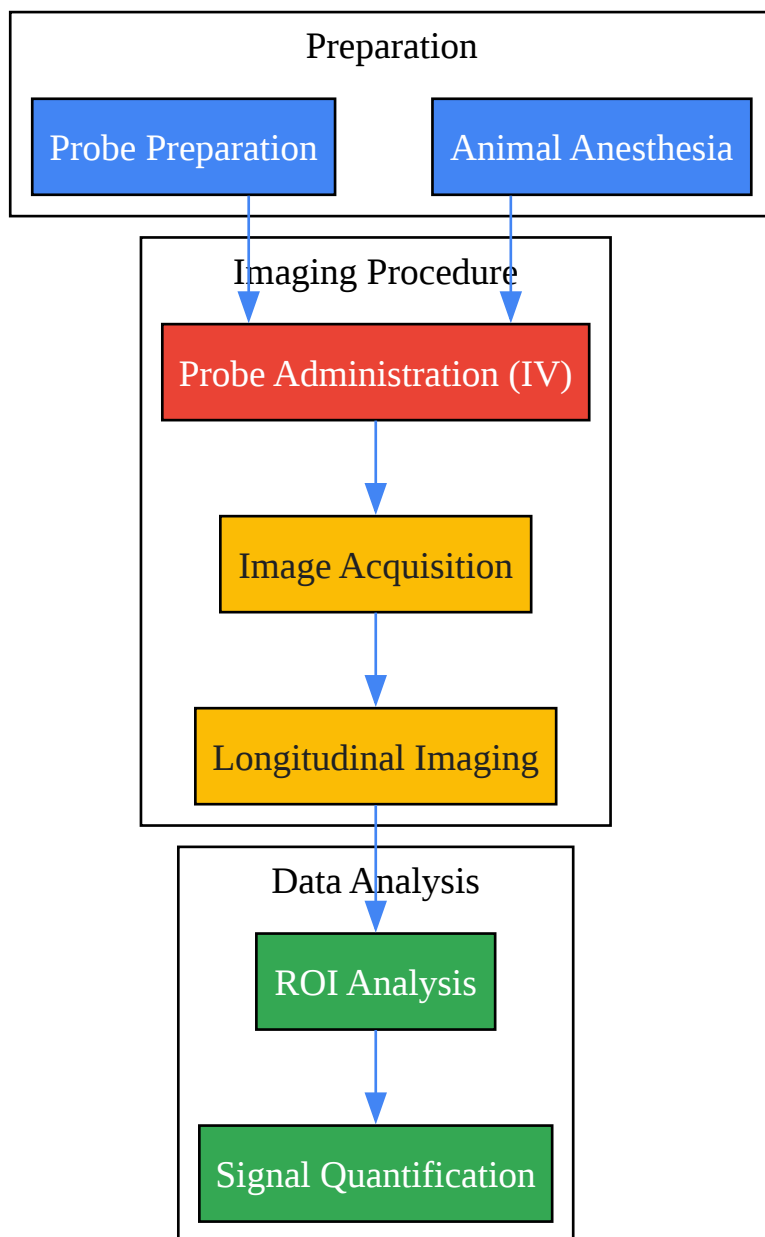 Preparation
Probe Preparation
Animal Anesthesia
Imaging Procedure
Probe Administration (IV)
Image Acquisition
Longitudinal Imaging
Data Analysis
ROI Analysis
Signal Quantification